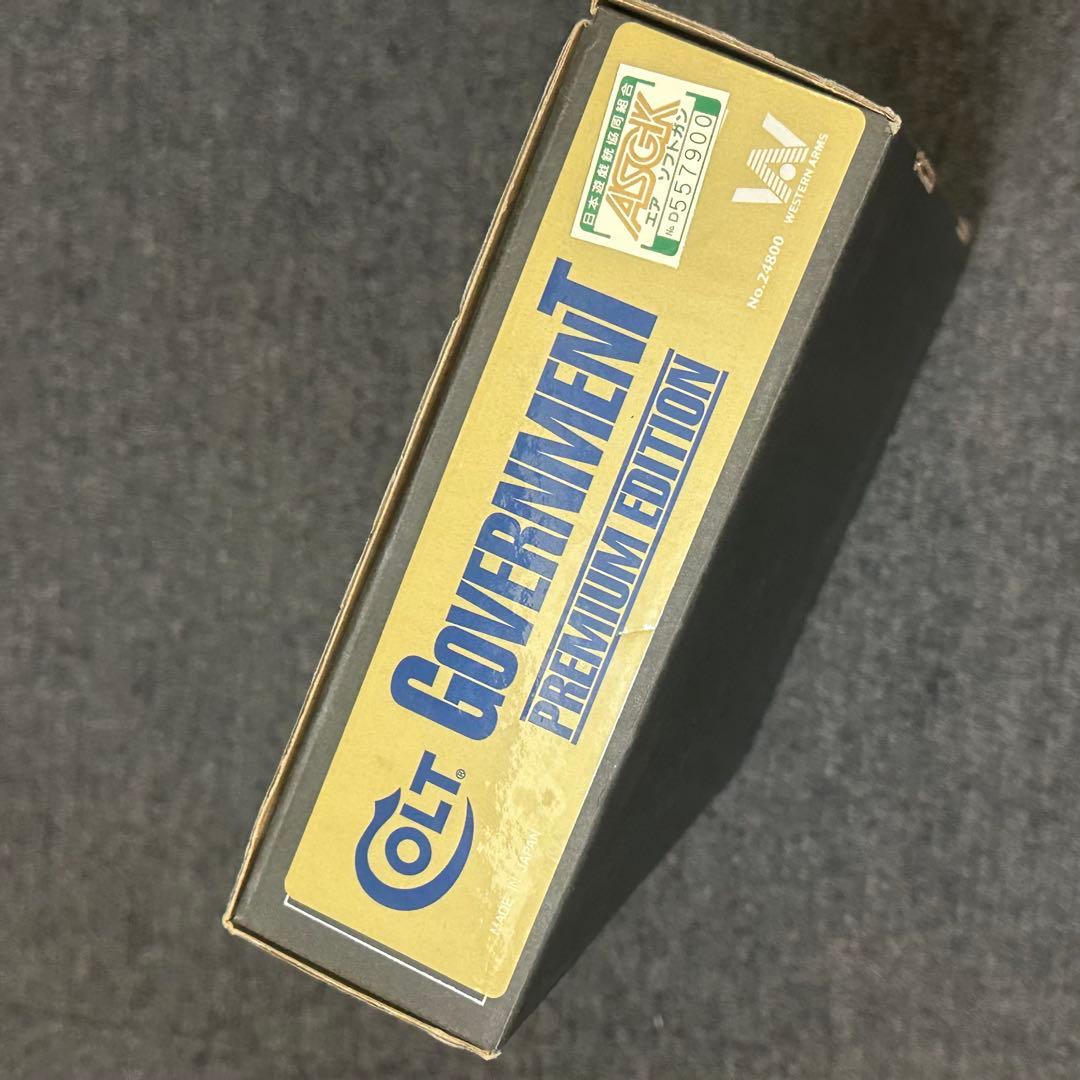 日本遊戯銃協同組合
ASGK
エアソフトガン
№ D557900
WESTERN ARMS
No.24800
COLT® GOVERNMENT
PREMIUM EDITION
MADE IN JAPAN